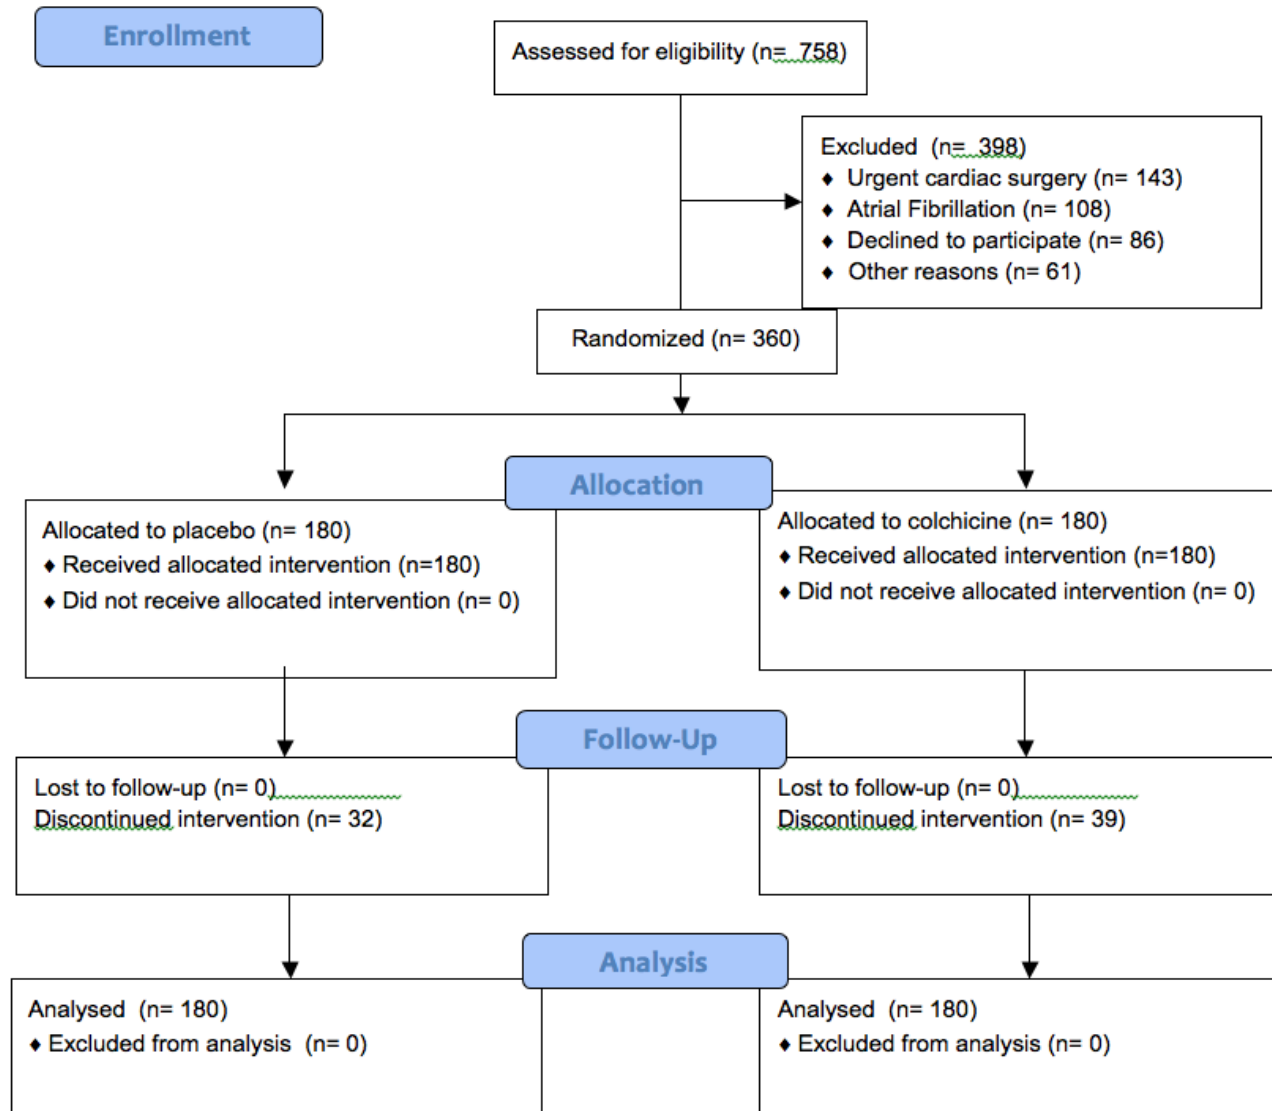 Enrollment
Assessed for eligibility (n= 758)
Excluded (n= 398)
♦ Urgent cardiac surgery (n= 143)
♦ Atrial Fibrillation (n= 108)
♦ Declined to participate (n= 86)
♦ Other reasons (n= 61)
Randomized (n= 360)
Allocation
Allocated to placebo (n= 180)
♦ Received allocated intervention (n=180)
♦ Did not receive allocated intervention (n= 0)
Allocated to colchicine (n= 180)
♦ Received allocated intervention (n=180)
♦ Did not receive allocated intervention (n= 0)
Follow-Up
Lost to follow-up (n= 0)
Discontinued intervention (n= 32)
Lost to follow-up (n= 0)
Discontinued intervention (n= 39)
Analysis
Analysed (n= 180)
♦ Excluded from analysis (n= 0)
Analysed (n= 180)
♦ Excluded from analysis (n= 0)